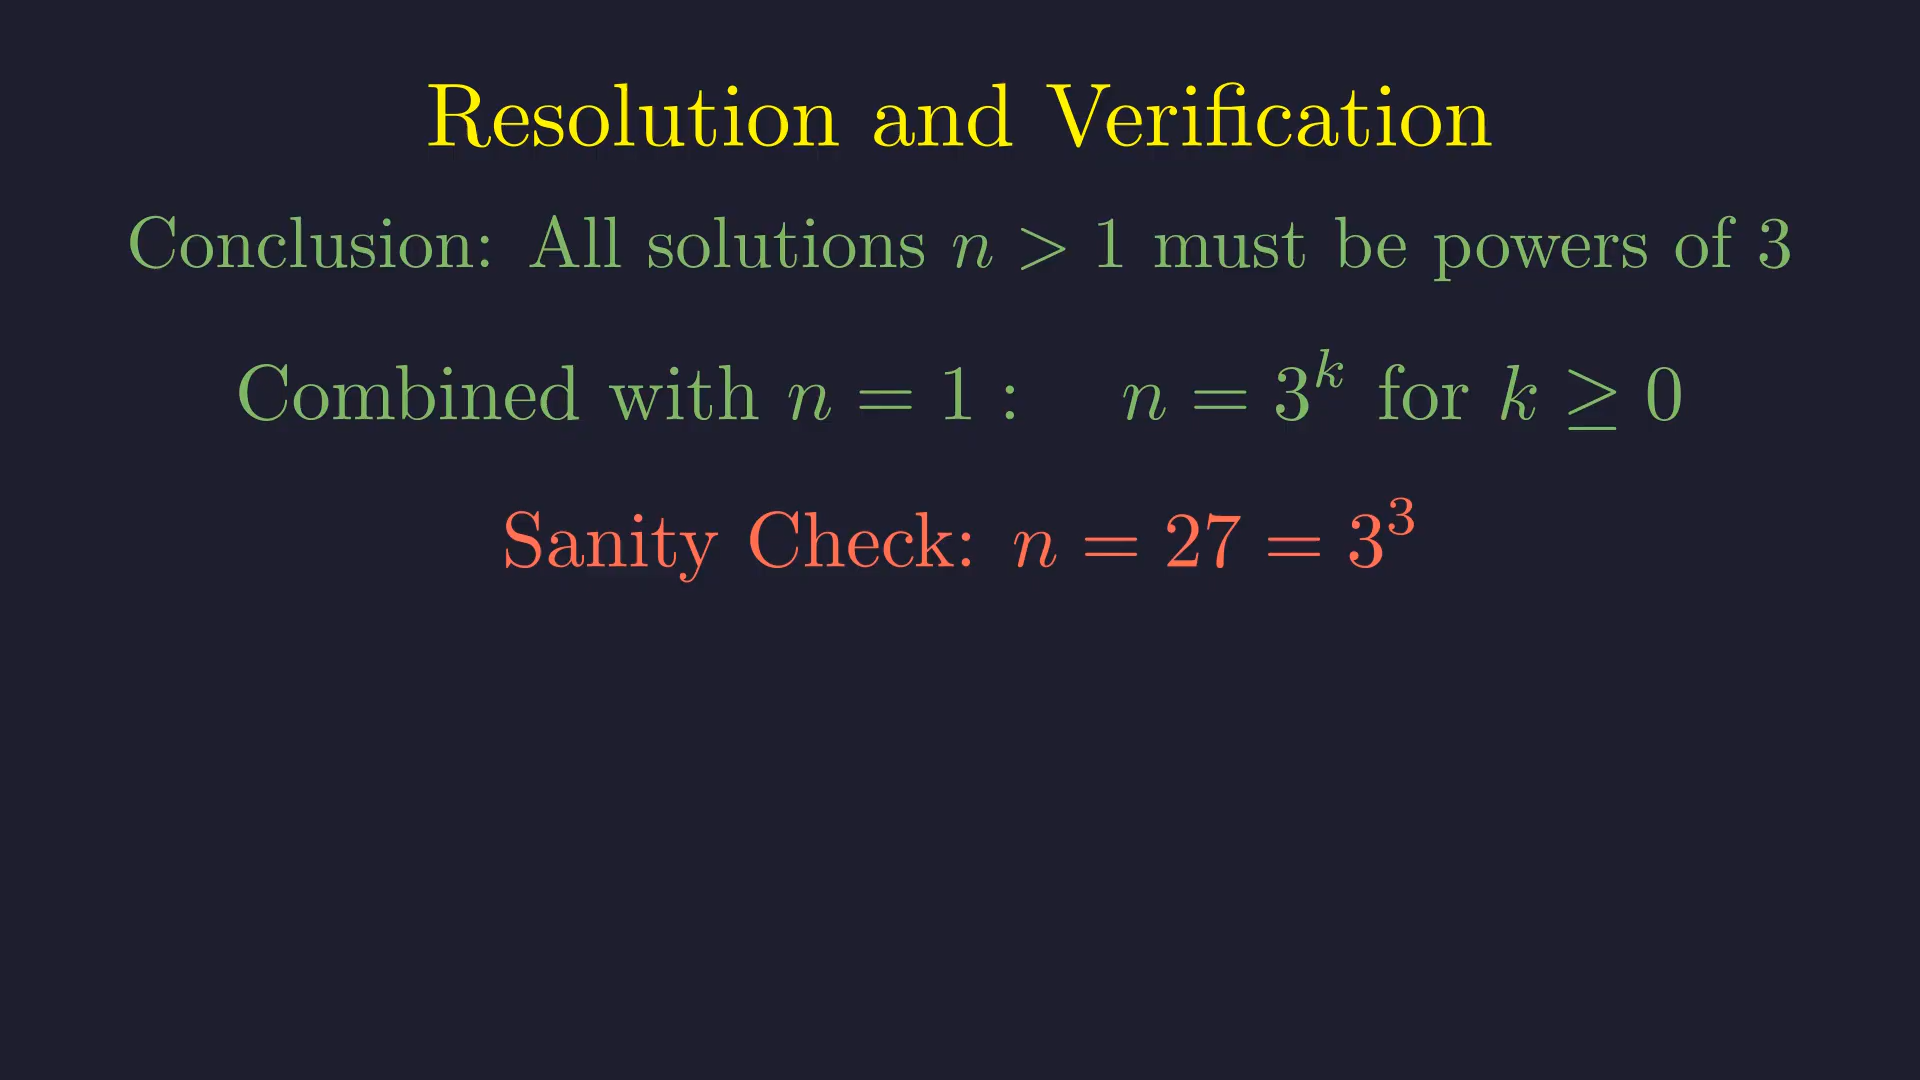 Resolution and Verification
Conclusion: All solutions n > 1 must be powers of 3
Combined with n = 1 : n = 3^k for k ≥ 0
Sanity Check: n = 27 = 3^3